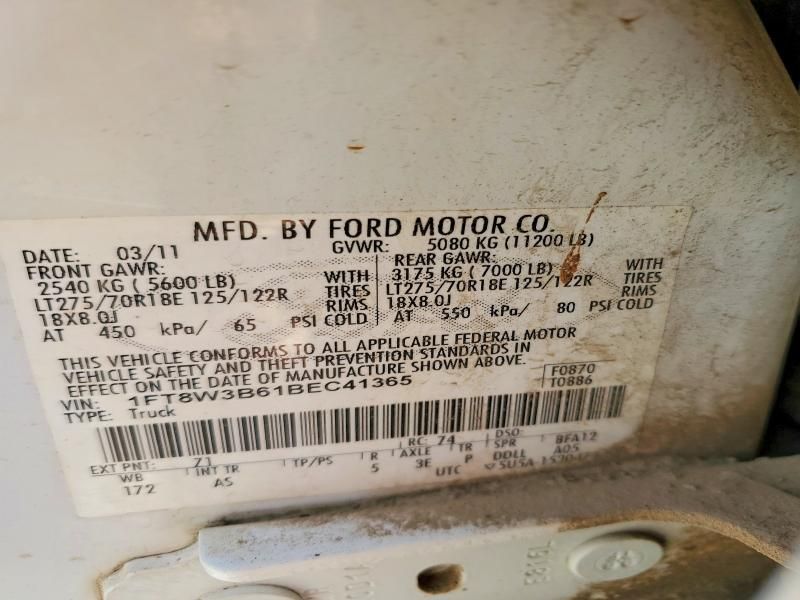 MFD. BY FORD MOTOR CO.
DATE: 03/11 GVWR: 5080 KG (11200 LB)
FRONT GAWR: REAR GAWR:
2540 KG ( 5600 LB) WITH 3175 KG ( 7000 LB) WITH
LT275/70R18E 125/122R TIRES LT275/70R18E 125/122R TIRES
18X8.0J RIMS 18X8.0J RIMS
AT 450 kPa/ 65 PSI COLD AT 550 kPa/ 80 PSI COLD
THIS VEHICLE CONFORMS TO ALL APPLICABLE FEDERAL MOTOR
VEHICLE SAFETY AND THEFT PREVENTION STANDARDS IN
EFFECT ON THE DATE OF MANUFACTURE SHOWN ABOVE.
F0870
T0886
VIN: 1FT8W3B61BEC41365
TYPE: Truck
EXT PNT: 71 RC: 74 DSO:
WB INT TR TP/PS R AXLE TR SPR BFA12
172 AS 5 3E P DDLL A05
UTC